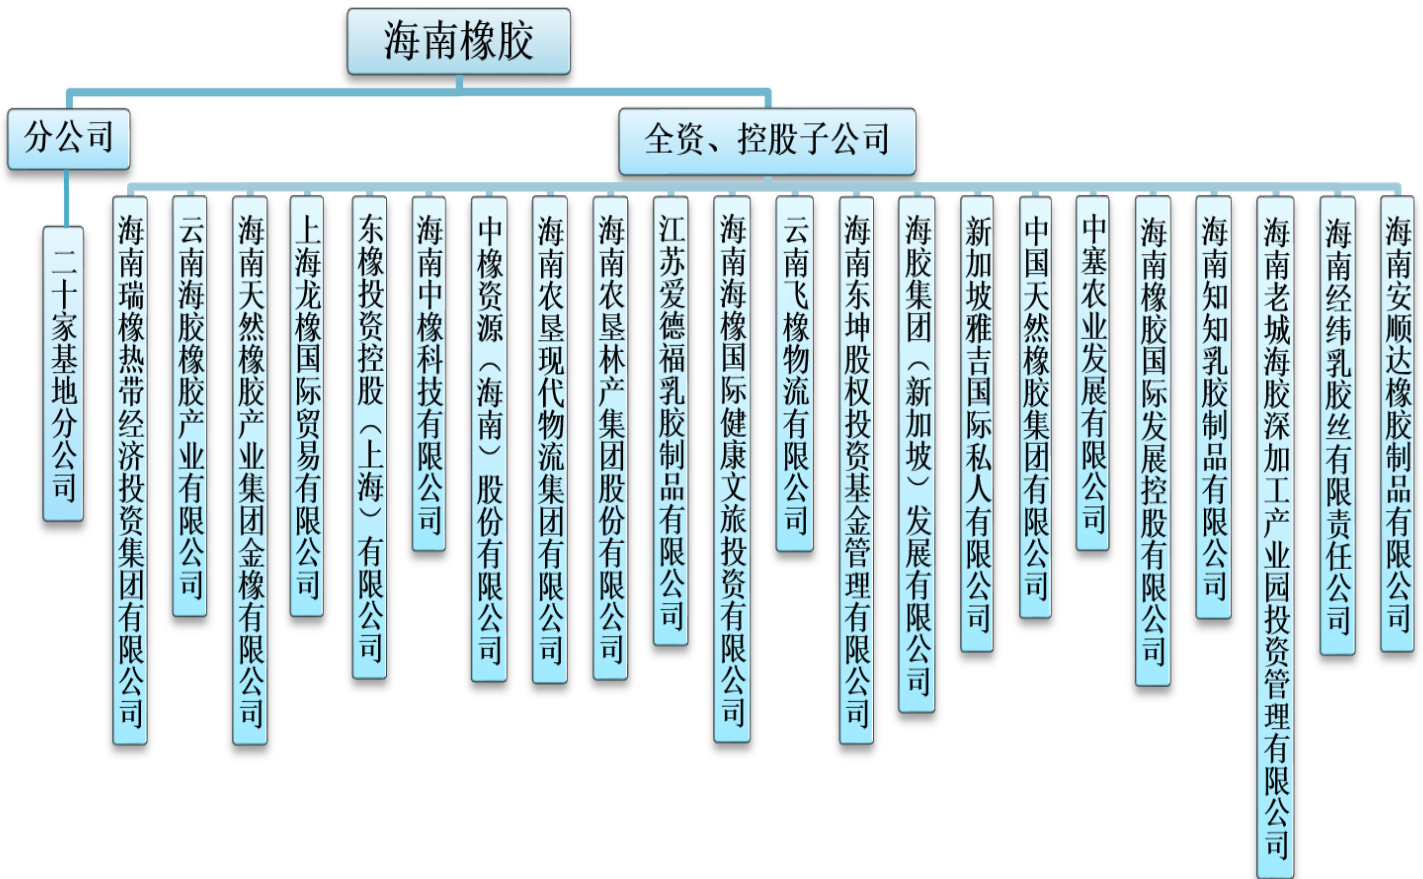 海南橡胶
分公司
全资、控股子公司
二十家基地分公司
海南瑞橡热带经济投资集团有限公司
云南海胶橡胶产业有限公司
海南天然橡胶产业集团金橡有限公司
上海龙橡国际贸易有限公司
东橡投资控股（上海）有限公司
海南中橡科技有限公司
中橡资源（海南）股份有限公司
海南农垦现代物流集团有限公司
海南农垦林产集团股份有限公司
江苏爱德福乳胶制品有限公司
海南海橡国际健康文旅投资有限公司
云南飞橡物流有限公司
海南东坤股权投资基金管理有限公司
海胶集团（新加坡）发展有限公司
新加坡雅吉国际私人有限公司
中国天然橡胶集团有限公司
中塞农业发展有限公司
海南橡胶国际发展控股有限公司
海南知知乳胶制品有限公司
海南老城海胶深加工产业园投资管理有限公司
海南经纬乳胶丝有限责任公司
海南安顺达橡胶制品有限公司